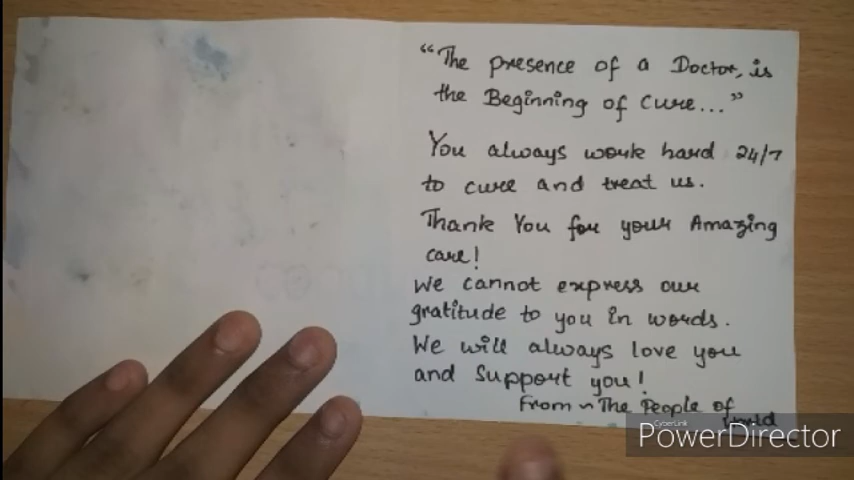 “The presence of a Doctor, is
the Beginning of Cure...”
You always work hard 24/7
to cure and treat us.
Thank You for your Amazing
care!
We cannot express our
gratitude to you in words.
We will always love you
and Support you!
From ~ The People of
CyberLink
PowerDirector